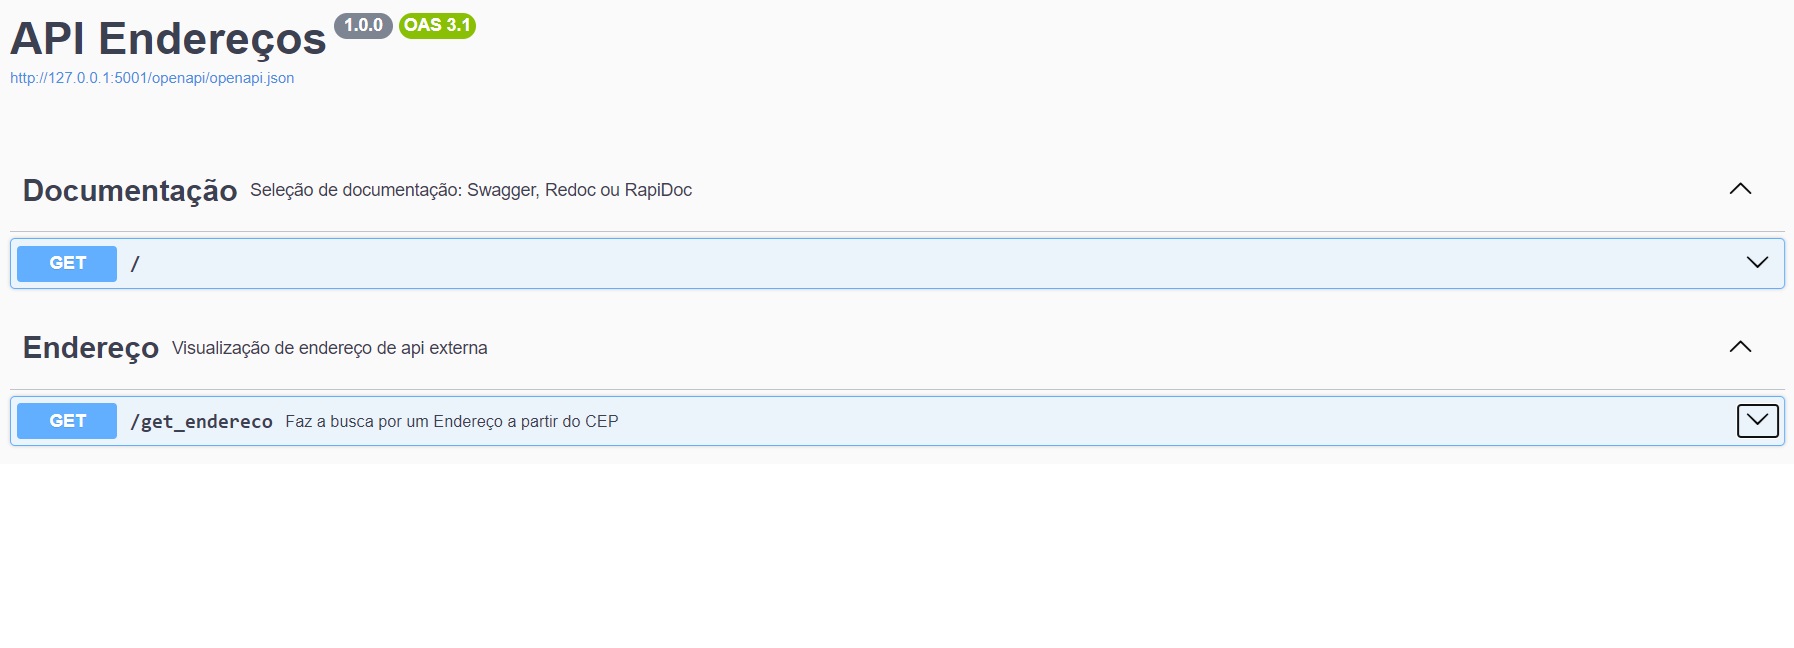 API Endereços 1.0.0 OAS 3.1
http://127.0.0.1:5001/openapi/openapi.json
Documentação Seleção de documentação: Swagger, Redoc ou RapiDoc
GET /
Endereço Visualização de endereço de api externa
GET /get_endereco Faz a busca por um Endereço a partir do CEP